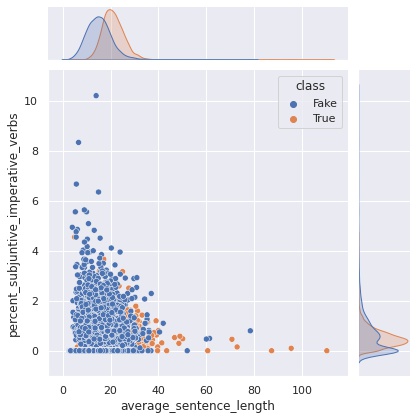 class
Fake
True
percent_subjuntive_imperative_verbs
10
8
6
4
2
0
0 20 40 60 80 100
average_sentence_length